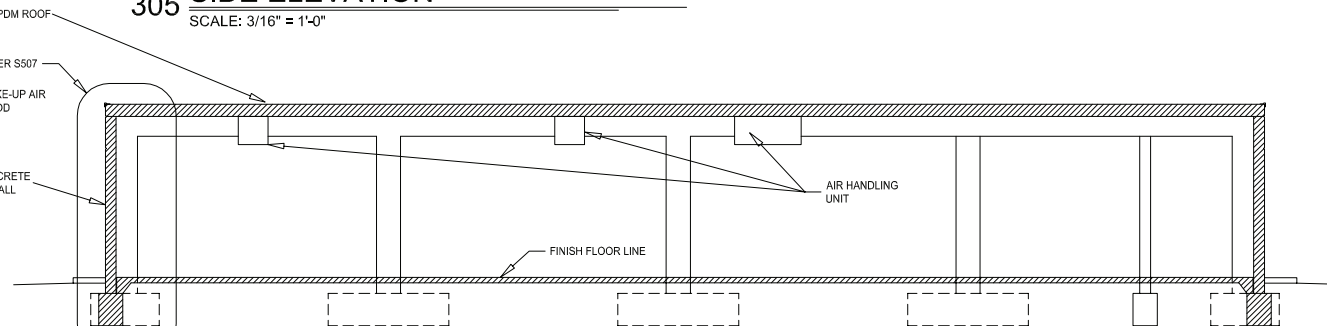 305
SCALE: 3/16" = 1'-0"
PDM ROOF
ER S507
KE-UP AIR
OD
CRETE
ALL
AIR HANDLING
UNIT
FINISH FLOOR LINE